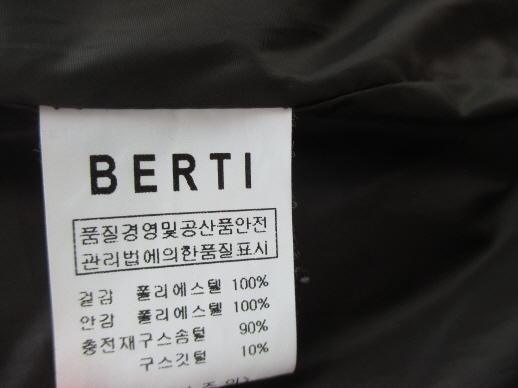 BERTI
품질경영및공산품안전
관리법에의한품질표시
겉감 폴리에스텔 100%
안감 폴리에스텔 100%
충전재구스솜털 90%
구스깃털 10%